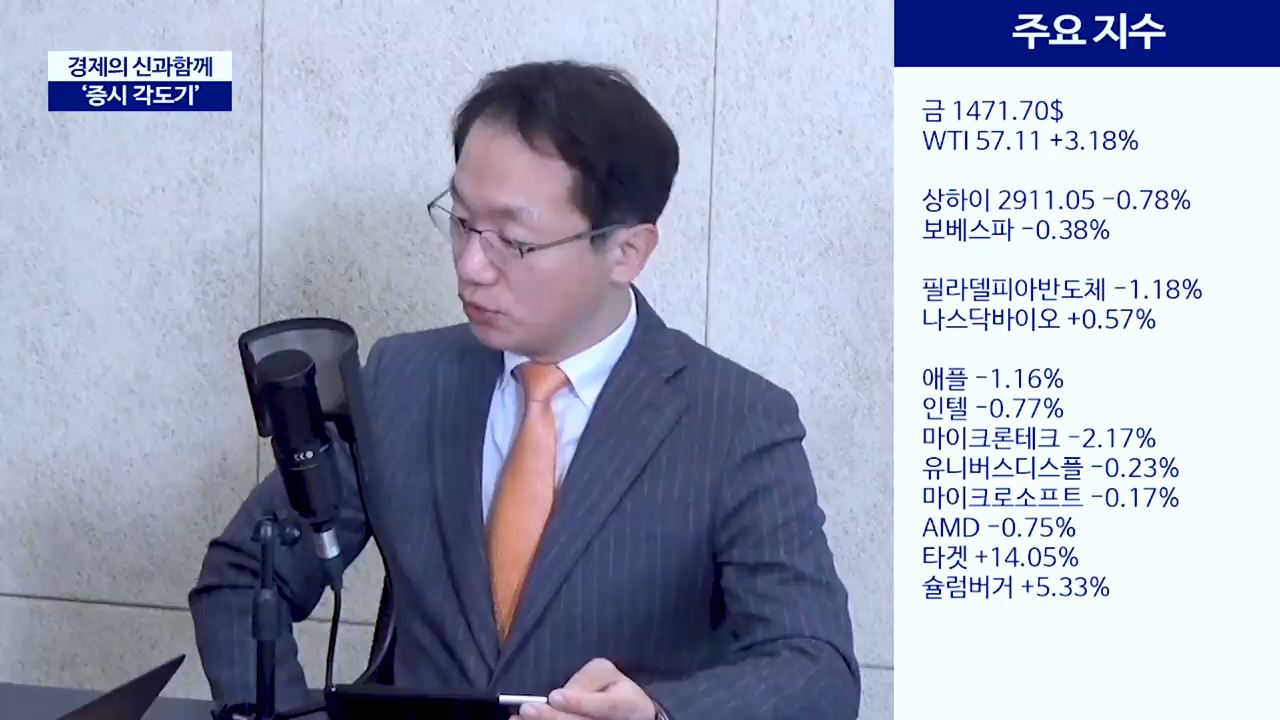 경제의 신과함께
‘증시 각도기’
주요 지수
금 1471.70$
WTI 57.11 +3.18%
상하이 2911.05 -0.78%
보베스파 -0.38%
필라델피아반도체 -1.18%
나스닥바이오 +0.57%
애플 -1.16%
인텔 -0.77%
마이크론테크 -2.17%
유니버스디스플 -0.23%
마이크로소프트 -0.17%
AMD -0.75%
타겟 +14.05%
슐럼버거 +5.33%